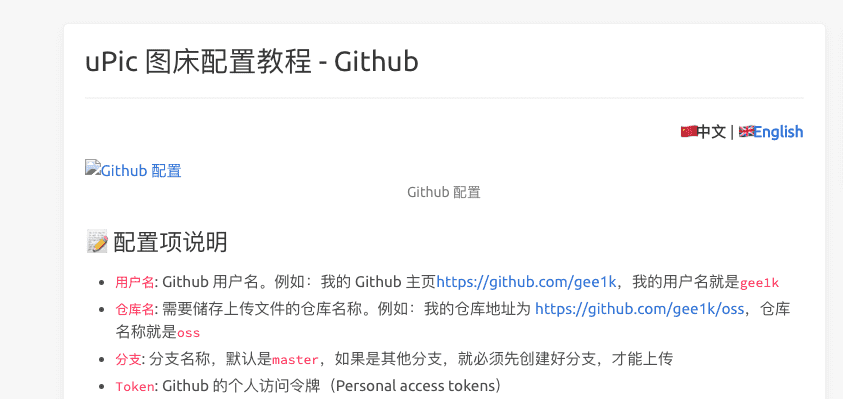 uPic 图床配置教程 - Github
中文 | English
Github 配置
Github 配置
配置项说明
用户名: Github 用户名。例如：我的 Github 主页https://github.com/gee1k，我的用户名就是gee1k
仓库名: 需要储存上传文件的仓库名称。例如：我的仓库地址为 https://github.com/gee1k/oss，仓库
名称就是oss
分支: 分支名称，默认是master，如果是其他分支，就必须先创建好分支，才能上传
Token: Github 的个人访问令牌（Personal access tokens）